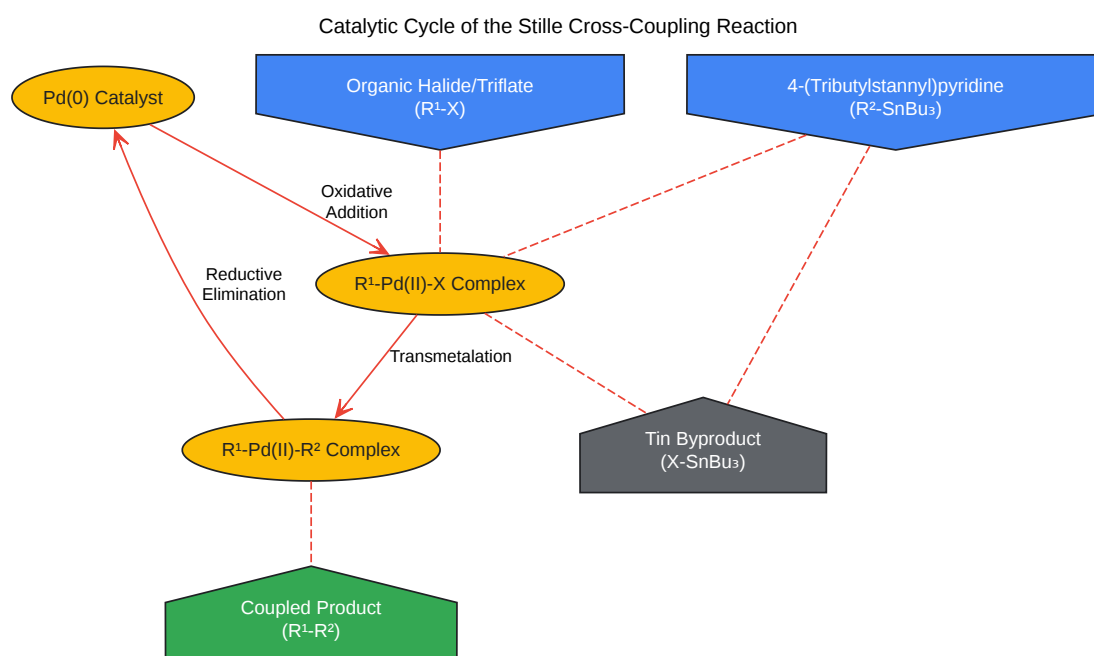 Catalytic Cycle of the Stille Cross-Coupling Reaction
Pd(0) Catalyst
Organic Halide/Triflate
(R¹-X)
4-(Tributylstannyl)pyridine
(R²-SnBu₃)
Oxidative
Addition
Reductive
Elimination
R¹-Pd(II)-X Complex
Transmetalation
R¹-Pd(II)-R² Complex
Tin Byproduct
(X-SnBu₃)
Coupled Product
(R¹-R²)